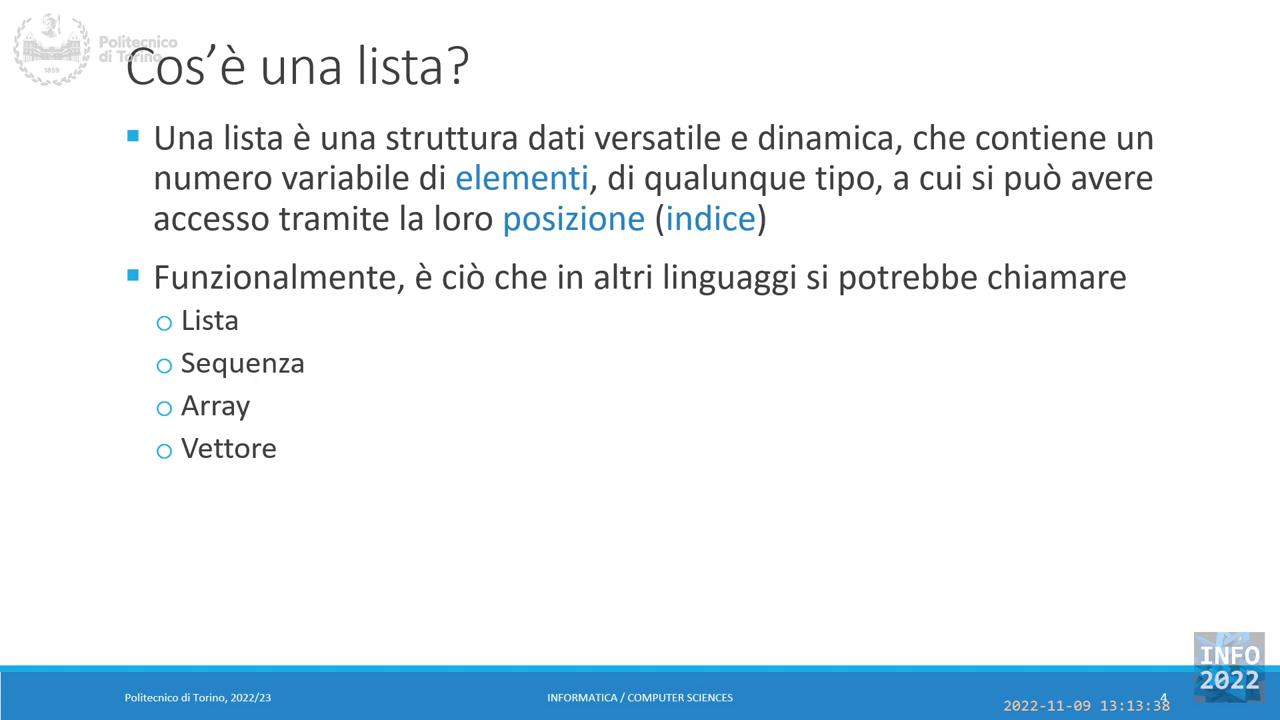 Politecnico
di Torino
1859
Cos’è una lista?
Una lista è una struttura dati versatile e dinamica, che contiene un
numero variabile di elementi, di qualunque tipo, a cui si può avere
accesso tramite la loro posizione (indice)
Funzionalmente, è ciò che in altri linguaggi si potrebbe chiamare
Lista
Sequenza
Array
Vettore
INFO
2022
Politecnico di Torino, 2022/23
INFORMATICA / COMPUTER SCIENCES
4
2022-11-09 13:13:38